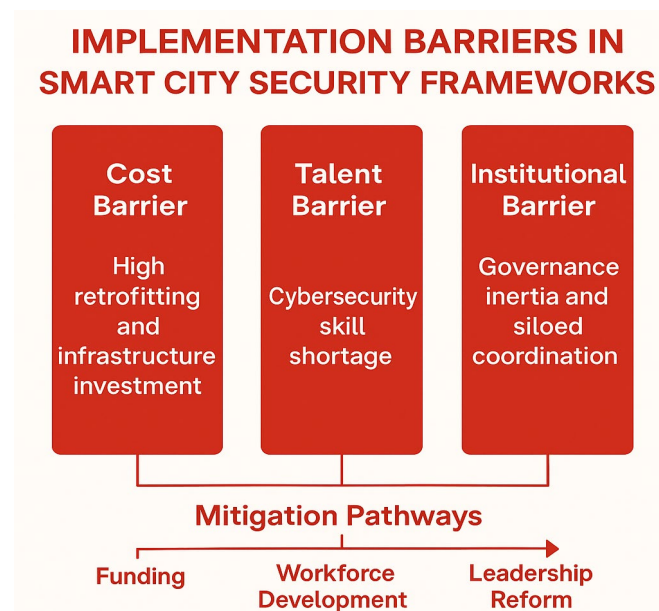 IMPLEMENTATION BARRIERS IN
SMART CITY SECURITY FRAMEWORKS
Cost
Barrier
High
retrofitting
and
infrastructure
investment
Talent
Barrier
Cybersecurity
skill
shortage
Institutional
Barrier
Governance
inertia and
siloed
coordination
Mitigation Pathways
Funding
Workforce
Development
Leadership
Reform